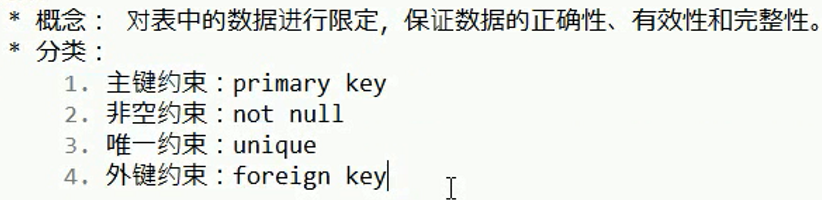 * 概念： 对表中的数据进行限定，保证数据的正确性、有效性和完整性。
* 分类：
1. 主键约束：primary key
2. 非空约束：not null
3. 唯一约束：unique
4. 外键约束：foreign key